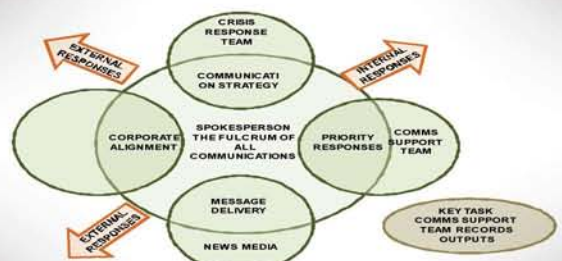 CRISIS
RESPONSE
TEAM
EXTERNAL
RESPONSES
INTERNAL
RESPONSES
COMMUNICATI
ON STRATEGY
CORPORATE
ALIGNMENT
SPOKESPERSON
THE FULCRUM OF
ALL
COMMUNICATIONS
PRIORITY
RESPONSES
COMMS
SUPPORT
TEAM
MESSAGE
DELIVERY
NEWS MEDIA
EXTERNAL
RESPONSES
KEY TASK
COMMS SUPPORT
TEAM RECORDS
OUTPUTS